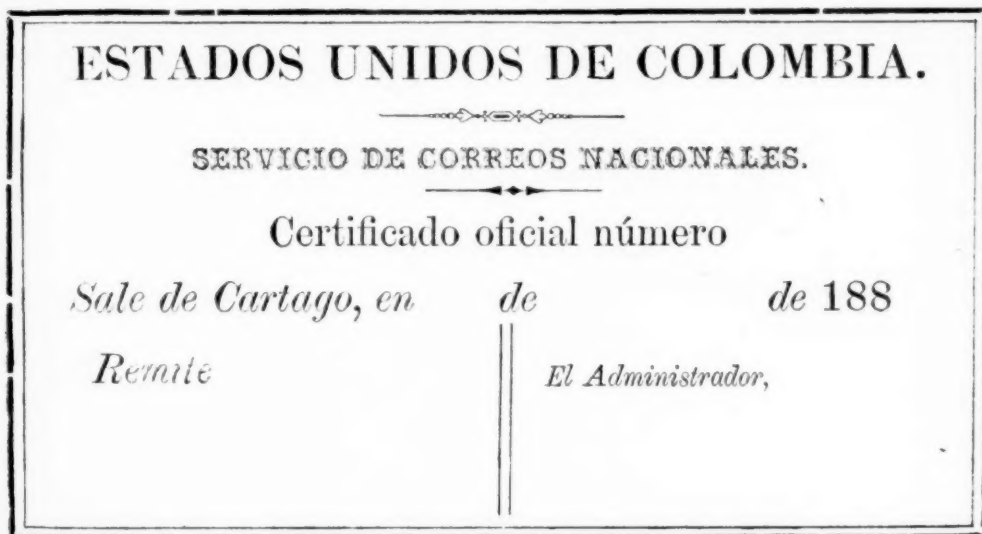 ESTADOS UNIDOS DE COLOMBIA.
SERVICIO DE CORREOS NACIONALES.
Certificado oficial número
Sale de Cartago, en de de 188
Remite
El Administrador,